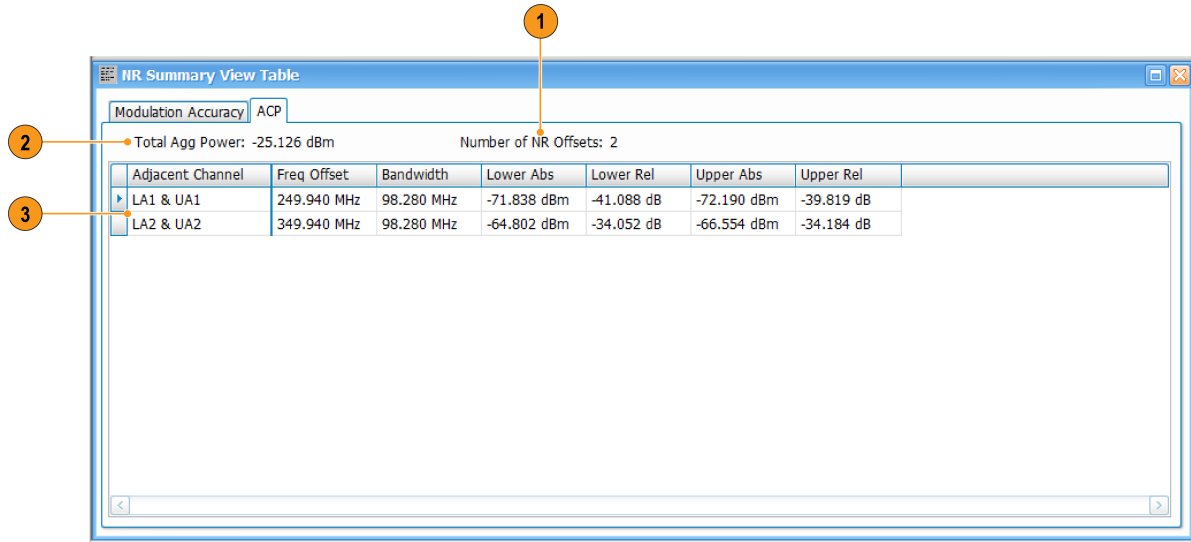 1
NR Summary View Table
Modulation Accuracy ACP
2
Total Agg Power: -25.126 dBm Number of NR Offsets: 2
Adjacent Channel Freq Offset Bandwidth Lower Abs Lower Rel Upper Abs Upper Rel
LA1 & UA1 249.940 MHz 98.280 MHz -71.838 dBm -41.088 dB -72.190 dBm -39.819 dB
3
LA2 & UA2 349.940 MHz 98.280 MHz -64.802 dBm -34.052 dB -66.554 dBm -34.184 dB